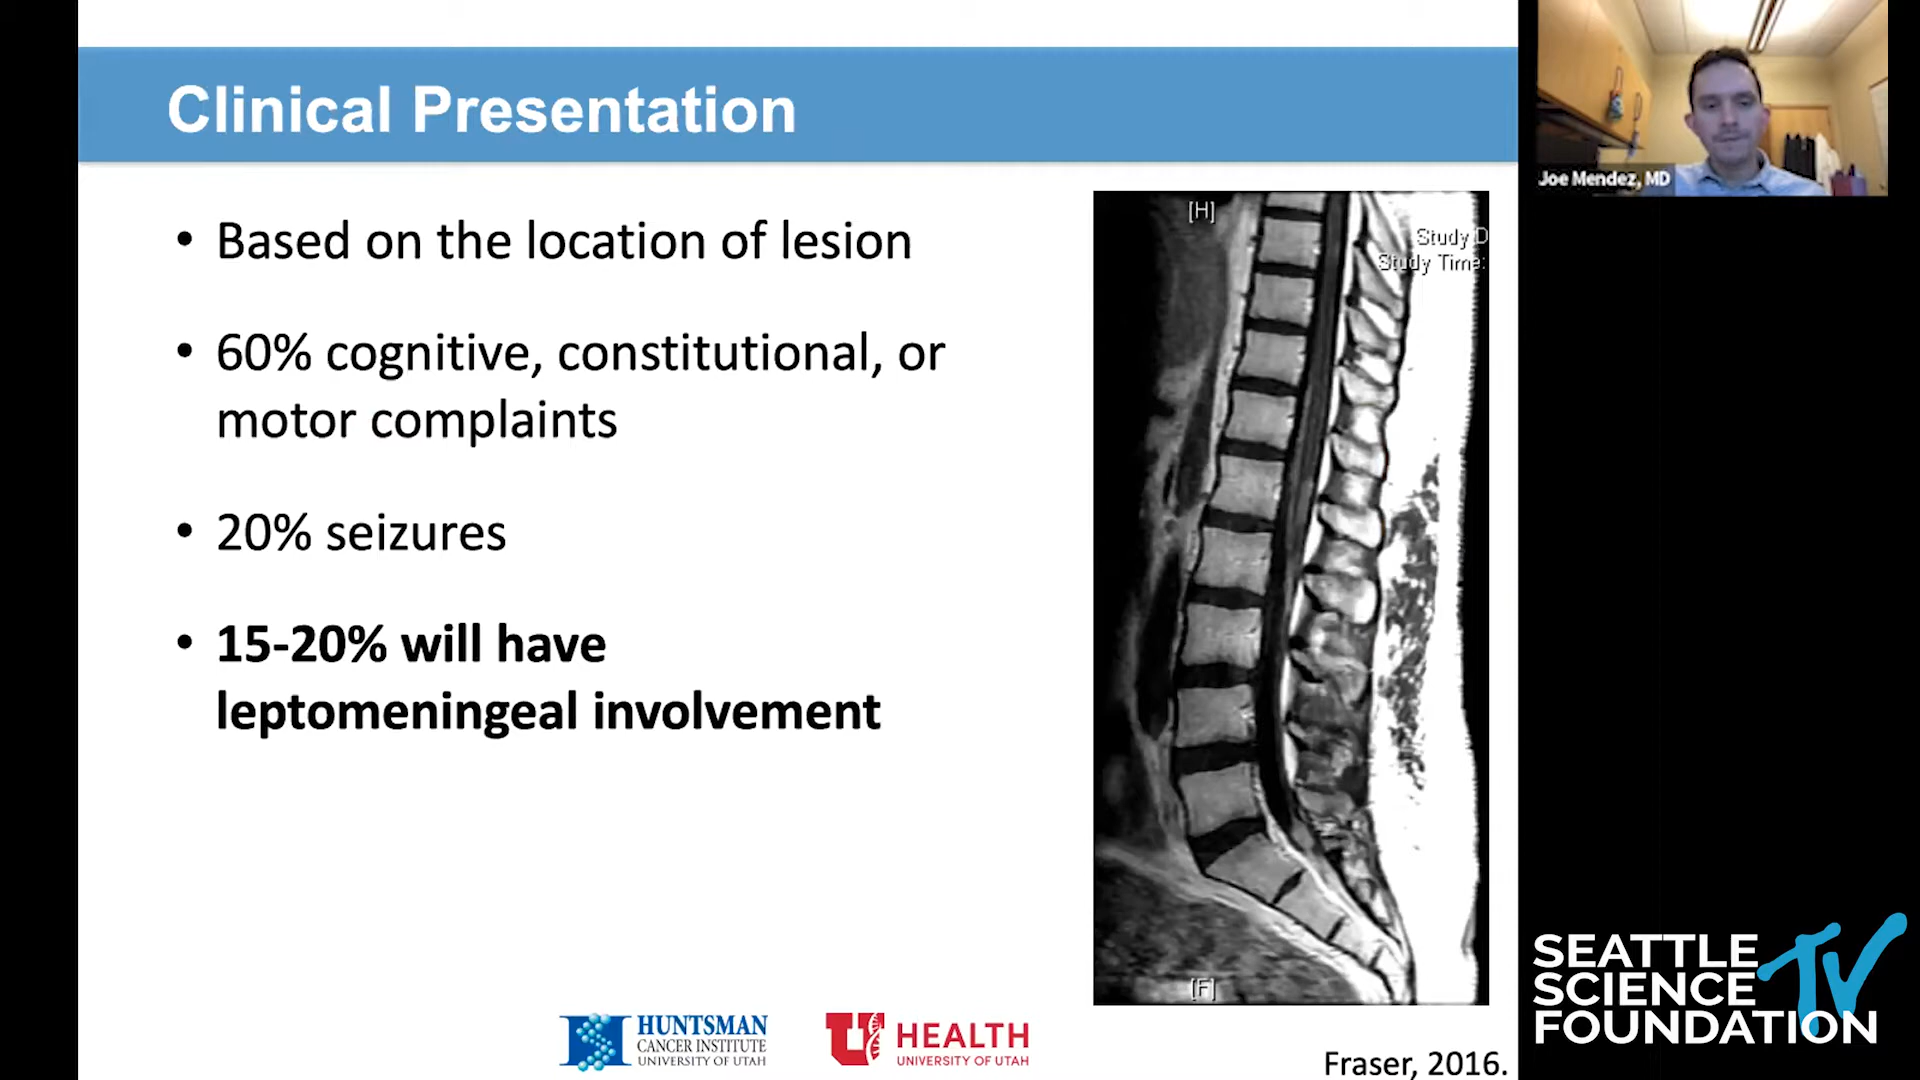 Clinical Presentation
• Based on the location of lesion
• 60% cognitive, constitutional, or
motor complaints
• 20% seizures
• 15-20% will have
leptomeningeal involvement
[H]
Study D
Study Time:
[F]
HUNTSMAN
CANCER INSTITUTE
UNIVERSITY OF UTAH
U HEALTH
UNIVERSITY OF UTAH
Fraser, 2016.
Joe Mendez, MD
SEATTLE
SCIENCE
FOUNDATION
TV